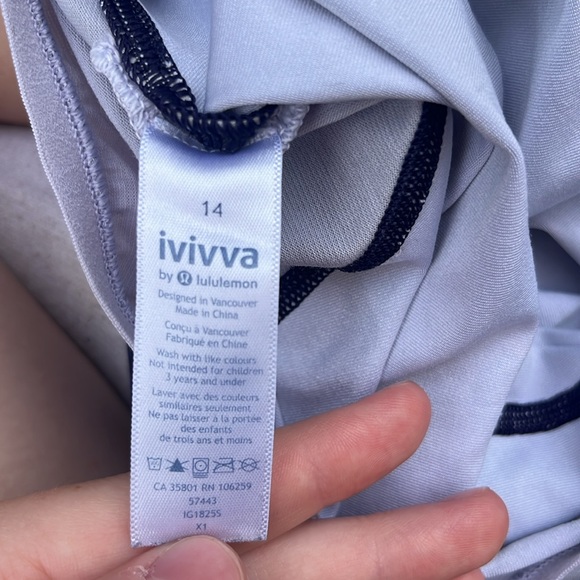 14
ivivva
by lululemon
Designed in Vancouver
Made in China
Conçu à Vancouver
Fabriqué en Chine
Wash with like colours
Not intended for children
3 years and under
Laver avec des couleurs
similaires seulement
Ne pas laisser à la portée
des enfants
de trois ans et moins
CA 35801 RN 106259
57443
IG1825S
X1